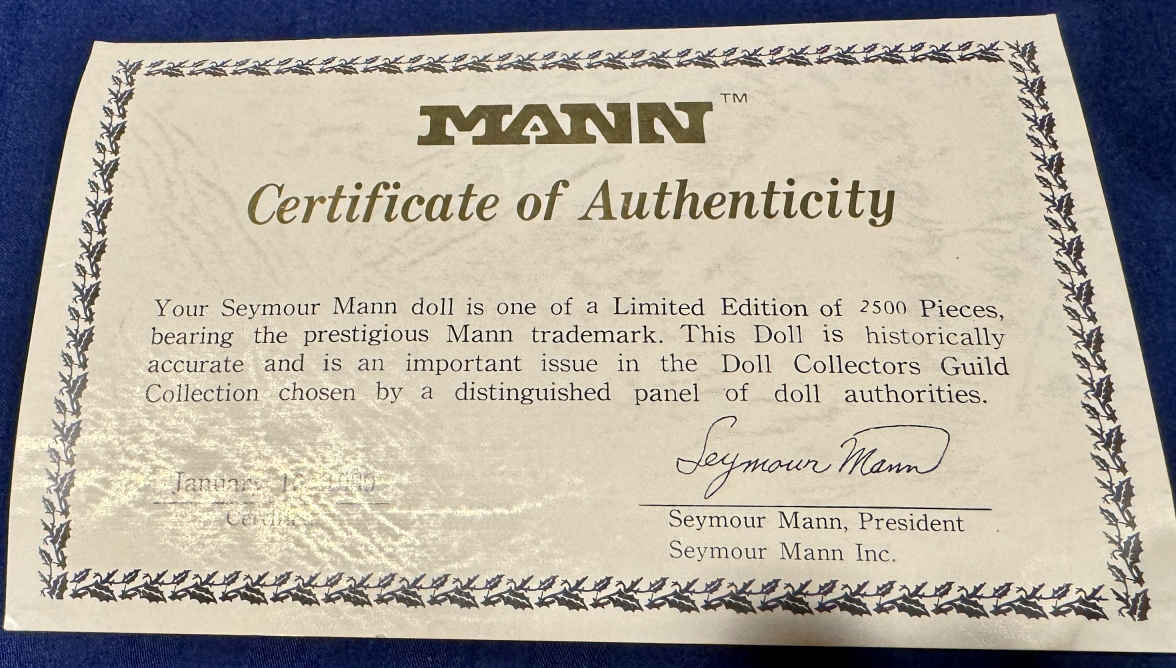 MANN™
Certificate of Authenticity
Your Seymour Mann doll is one of a Limited Edition of 2500 Pieces,
bearing the prestigious Mann trademark. This Doll is historically
accurate and is an important issue in the Doll Collectors Guild
Collection chosen by a distinguished panel of doll authorities.
Seymour Mann
January
Seymour Mann, President
Seymour Mann Inc.